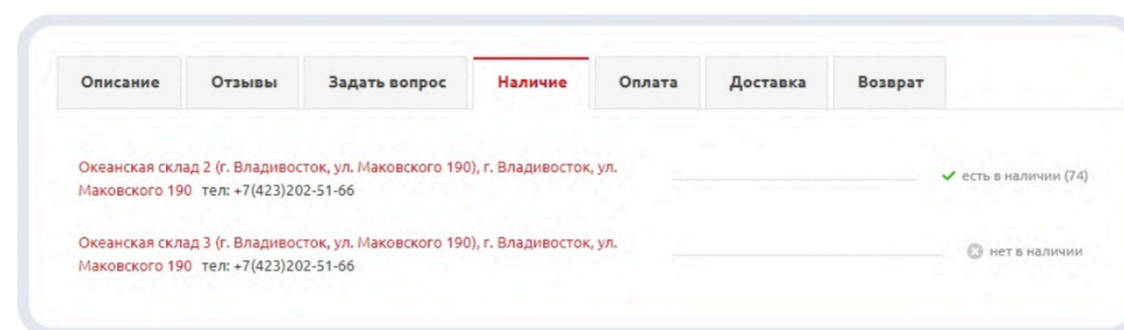 Описание Отзывы Задать вопрос Наличие Оплата Доставка Возврат
Океанская склад 2 (г. Владивосток, ул. Маковского 190), г. Владивосток, ул.
Маковского 190 тел: +7(423)202-51-66
есть в наличии (74)
Океанская склад 3 (г. Владивосток, ул. Маковского 190), г. Владивосток, ул.
Маковского 190 тел: +7(423)202-51-66
нет в наличии